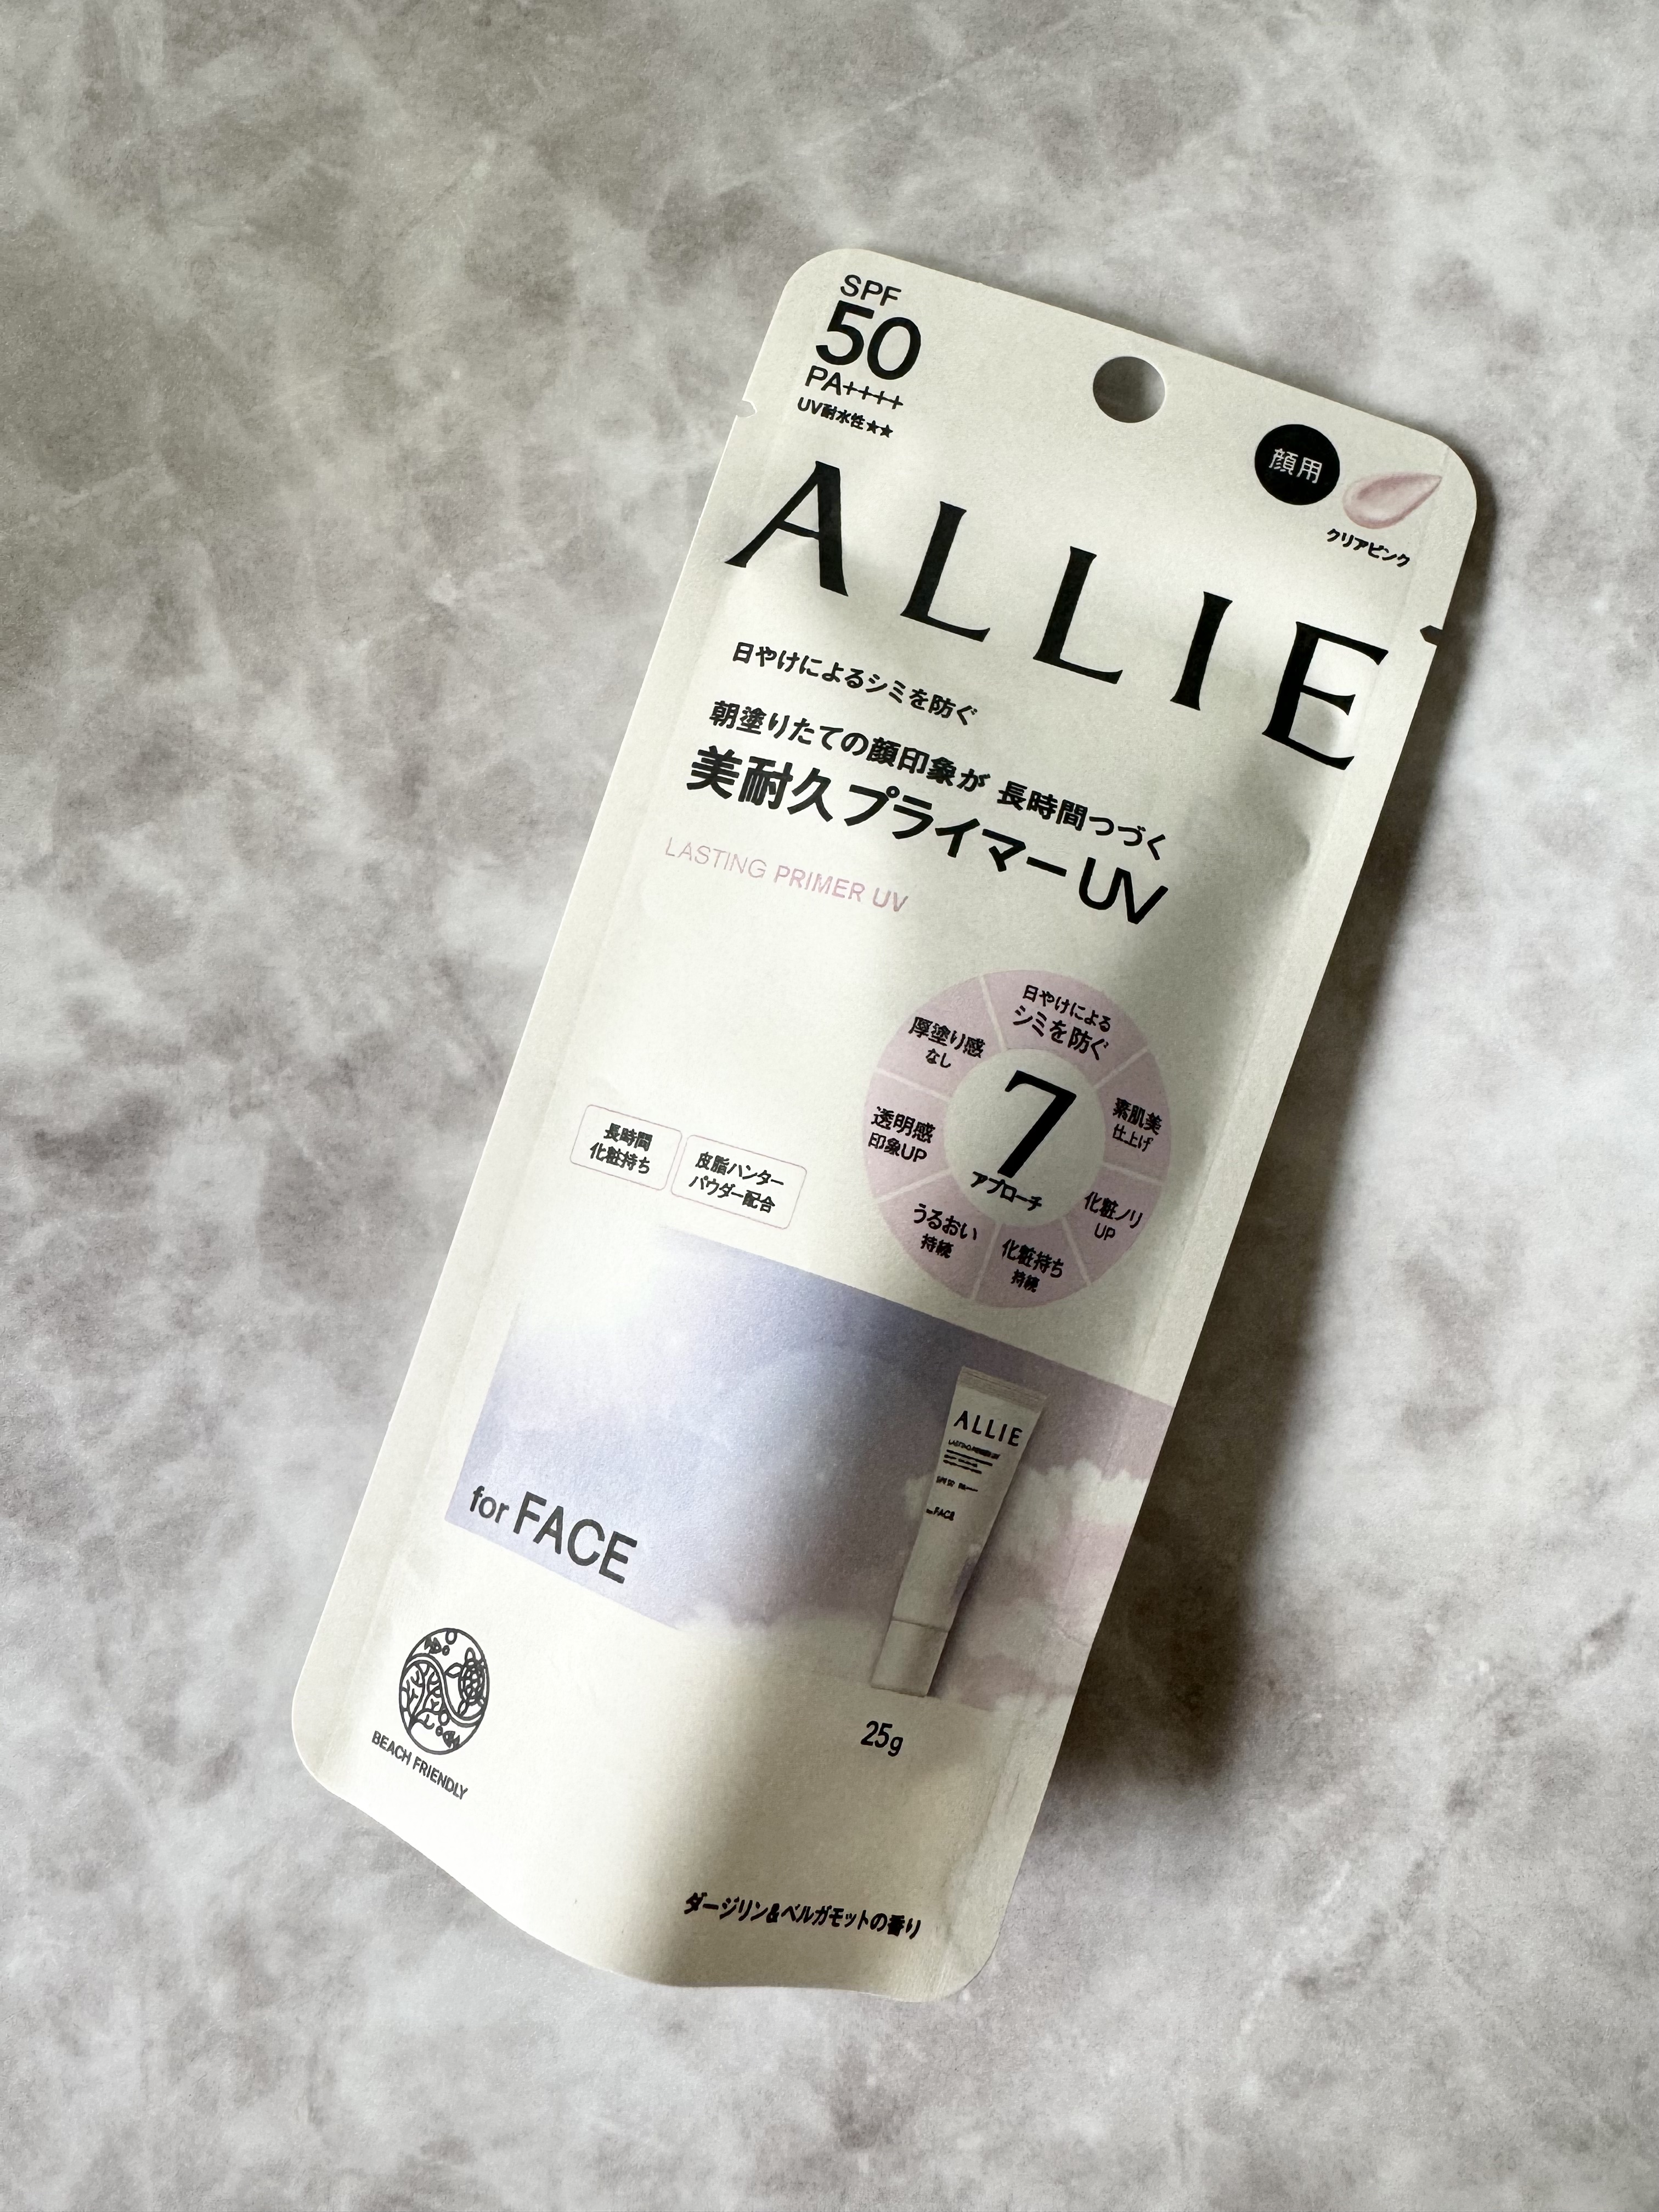 SPF
50
PA++++
UV耐水性★★
顔用
クリアピンク
ALLIE
日やけによるシミを防ぐ
朝塗りたての顔印象が 長時間つづく
美耐久プライマーUV
LASTING PRIMER UV
日やけによる
シミを防ぐ
素肌美
仕上げ
化粧ノリ
UP
化粧持ち
持続
うるおい
持続
透明感
印象UP
厚塗り感
なし
7
アプローチ
長時間
化粧持ち
皮脂ハンター
パウダー配合
ALLIE
LASTING PRIMER UV
for FACE
for FACE
25g
BEACH FRIENDLY
ダージリン&ベルガモットの香り